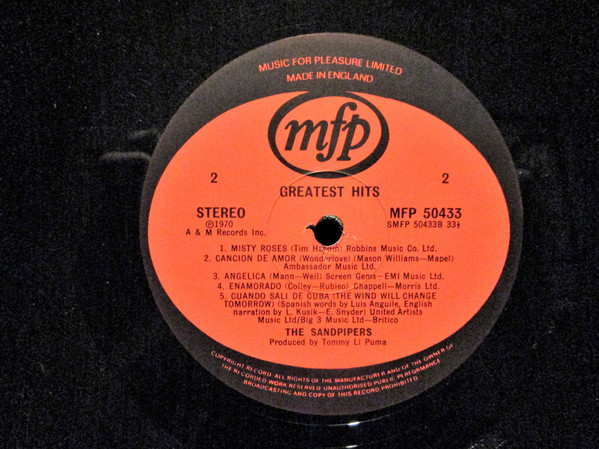 MUSIC FOR PLEASURE LIMITED
MADE IN ENGLAND
mfp
2 2
GREATEST HITS
STEREO MFP 50433
℗1970 SMFP 50433B 33⅓
A & M Records Inc.
1. MISTY ROSES (Tim Hardin) Robbins Music Co. Ltd.
2. CANCION DE AMOR (Wonderlove) (Mason Williams—Mapel)
Ambassador Music Ltd.
3. ANGELICA (Mann—Weil) Screen Gems—EMI Music Ltd.
4. ENAMORADO (Colley—Rubieo) Chappell—Morris Ltd.
5. CUANDO SALI DE CUBA (THE WIND WILL CHANGE
TOMORROW) (Spanish words by Luis Anguile, English
narration by L. Kusik—E. Snyder) United Artists
Music Ltd/Big 3 Music Ltd—Britico
THE SANDPIPERS
Produced by Tommy Li Puma
COPYRIGHT RECORD. ALL RIGHTS OF THE MANUFACTURER AND OF THE OWNER OF
THE RECORDED WORK RESERVED. UNAUTHORISED PUBLIC PERFORMANCE
BROADCASTING AND COPY OF THIS RECORD PROHIBITED